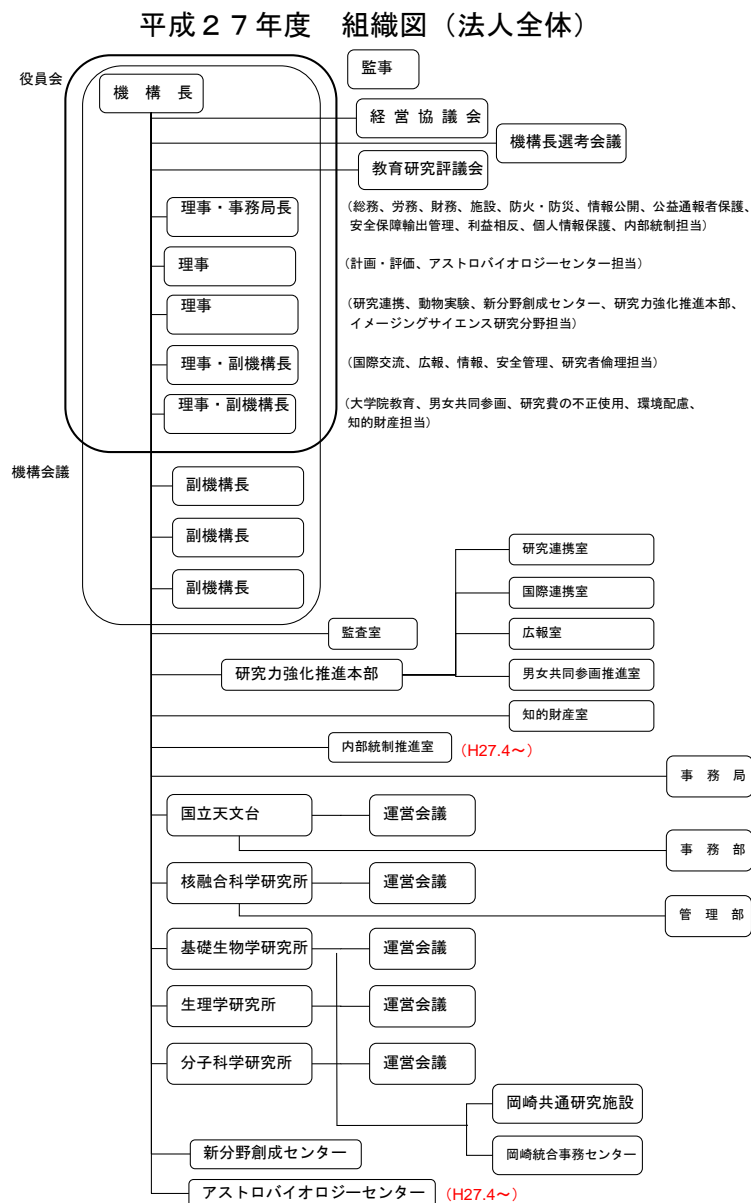 平成２７年度　組織図（法人全体）
役員会
監事
機　構　長
経 営 協 議 会
機構長選考会議
教育研究評議会
理事・事務局長
（総務、労務、財務、施設、防火・防災、情報公開、公益通報者保護、
安全保障輸出管理、利益相反、個人情報保護、内部統制担当）
理事
（計画・評価、アストロバイオロジーセンター担当）
理事
（研究連携、動物実験、新分野創成センター、研究力強化推進本部、
イメージングサイエンス研究分野担当）
理事・副機構長
（国際交流、広報、情報、安全管理、研究者倫理担当）
理事・副機構長
（大学院教育、男女共同参画、研究費の不正使用、環境配慮、
知的財産担当）
機構会議
副機構長
副機構長
副機構長
研究連携室
国際連携室
広報室
監査室
研究力強化推進本部
男女共同参画推進室
知的財産室
内部統制推進室
（H27.4～）
事　務　局
国立天文台
運営会議
事　務　部
核融合科学研究所
運営会議
管　理　部
基礎生物学研究所
運営会議
生理学研究所
運営会議
分子科学研究所
運営会議
岡崎共通研究施設
岡崎統合事務センター
新分野創成センター
アストロバイオロジーセンター
（H27.4～）